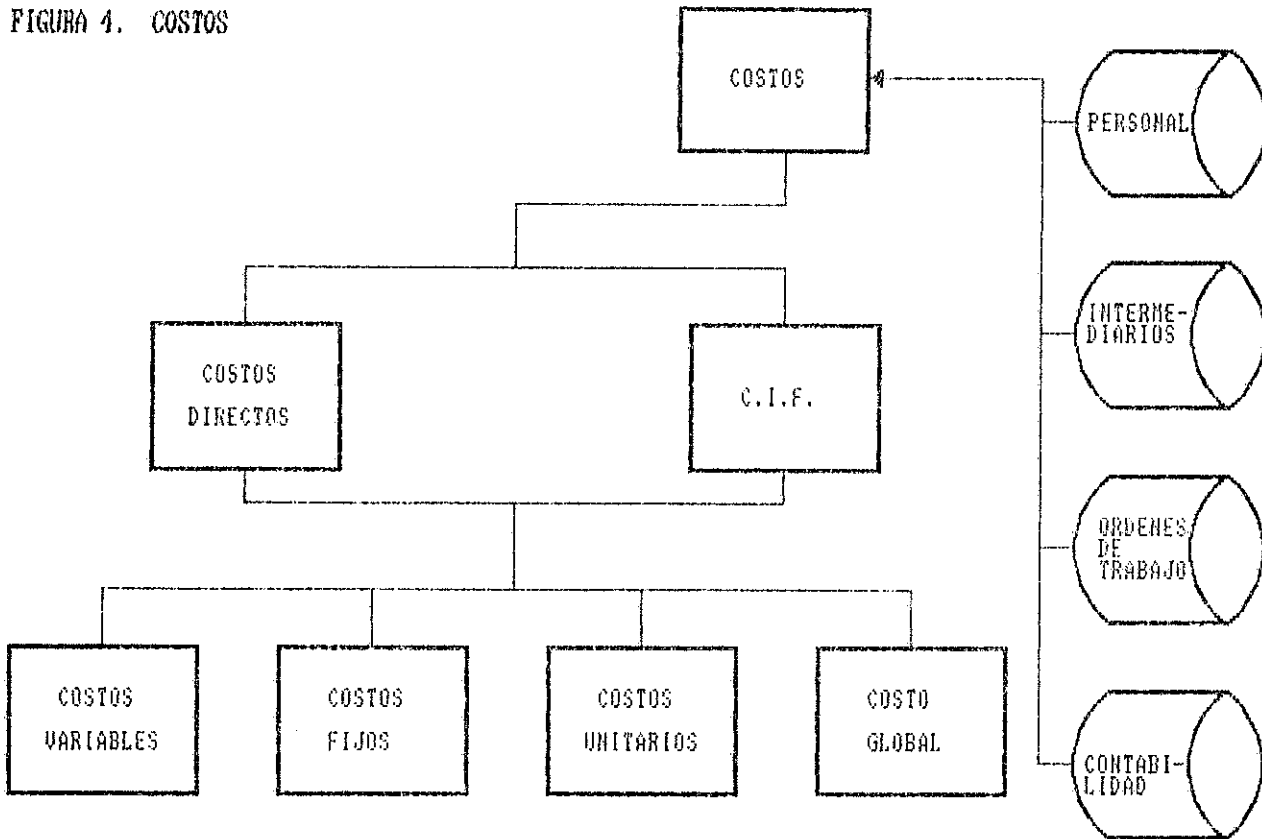 FIGURA 4. COSTOS
COSTOS
PERSONAL
INTERME-
DIARIOS
COSTOS
DIRECTOS
C.I.F.
ORDENES
DE
TRABAJO
COSTOS
VARIABLES
COSTOS
FIJOS
COSTOS
UNITARIOS
COSTO
GLOBAL
CONTABI-
LIDAD